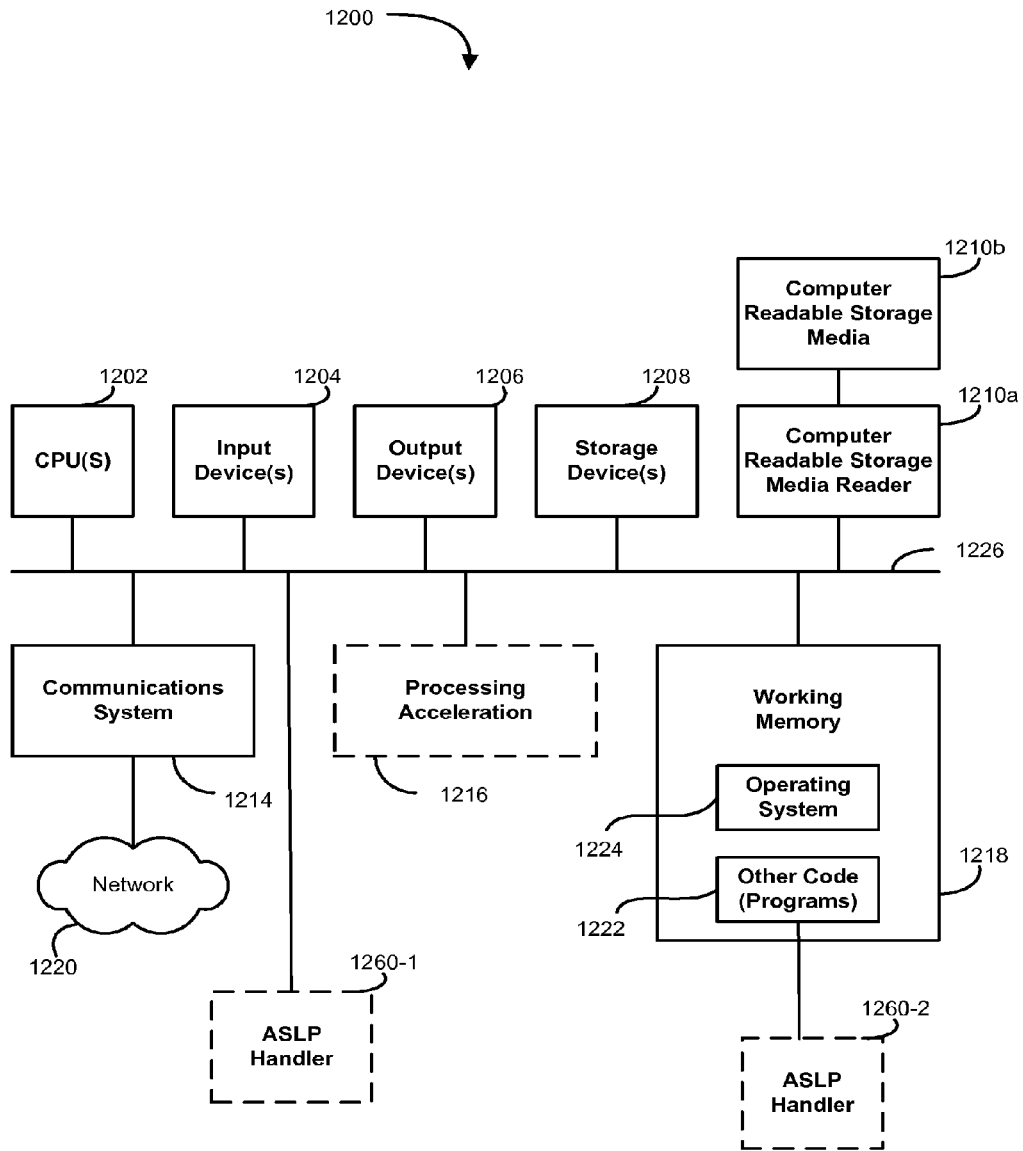 1200
1210b
Computer
Readable Storage
Media
1202
1204
1206
1208
1210a
CPU(S)
Input
Device(s)
Output
Device(s)
Storage
Device(s)
Computer
Readable Storage
Media Reader
1226
Communications
System
Processing
Acceleration
Working
Memory
1214
1216
Operating
System
1224
Network
Other Code
(Programs)
1218
1222
1220
1260-1
ASLP
Handler
1260-2
ASLP
Handler